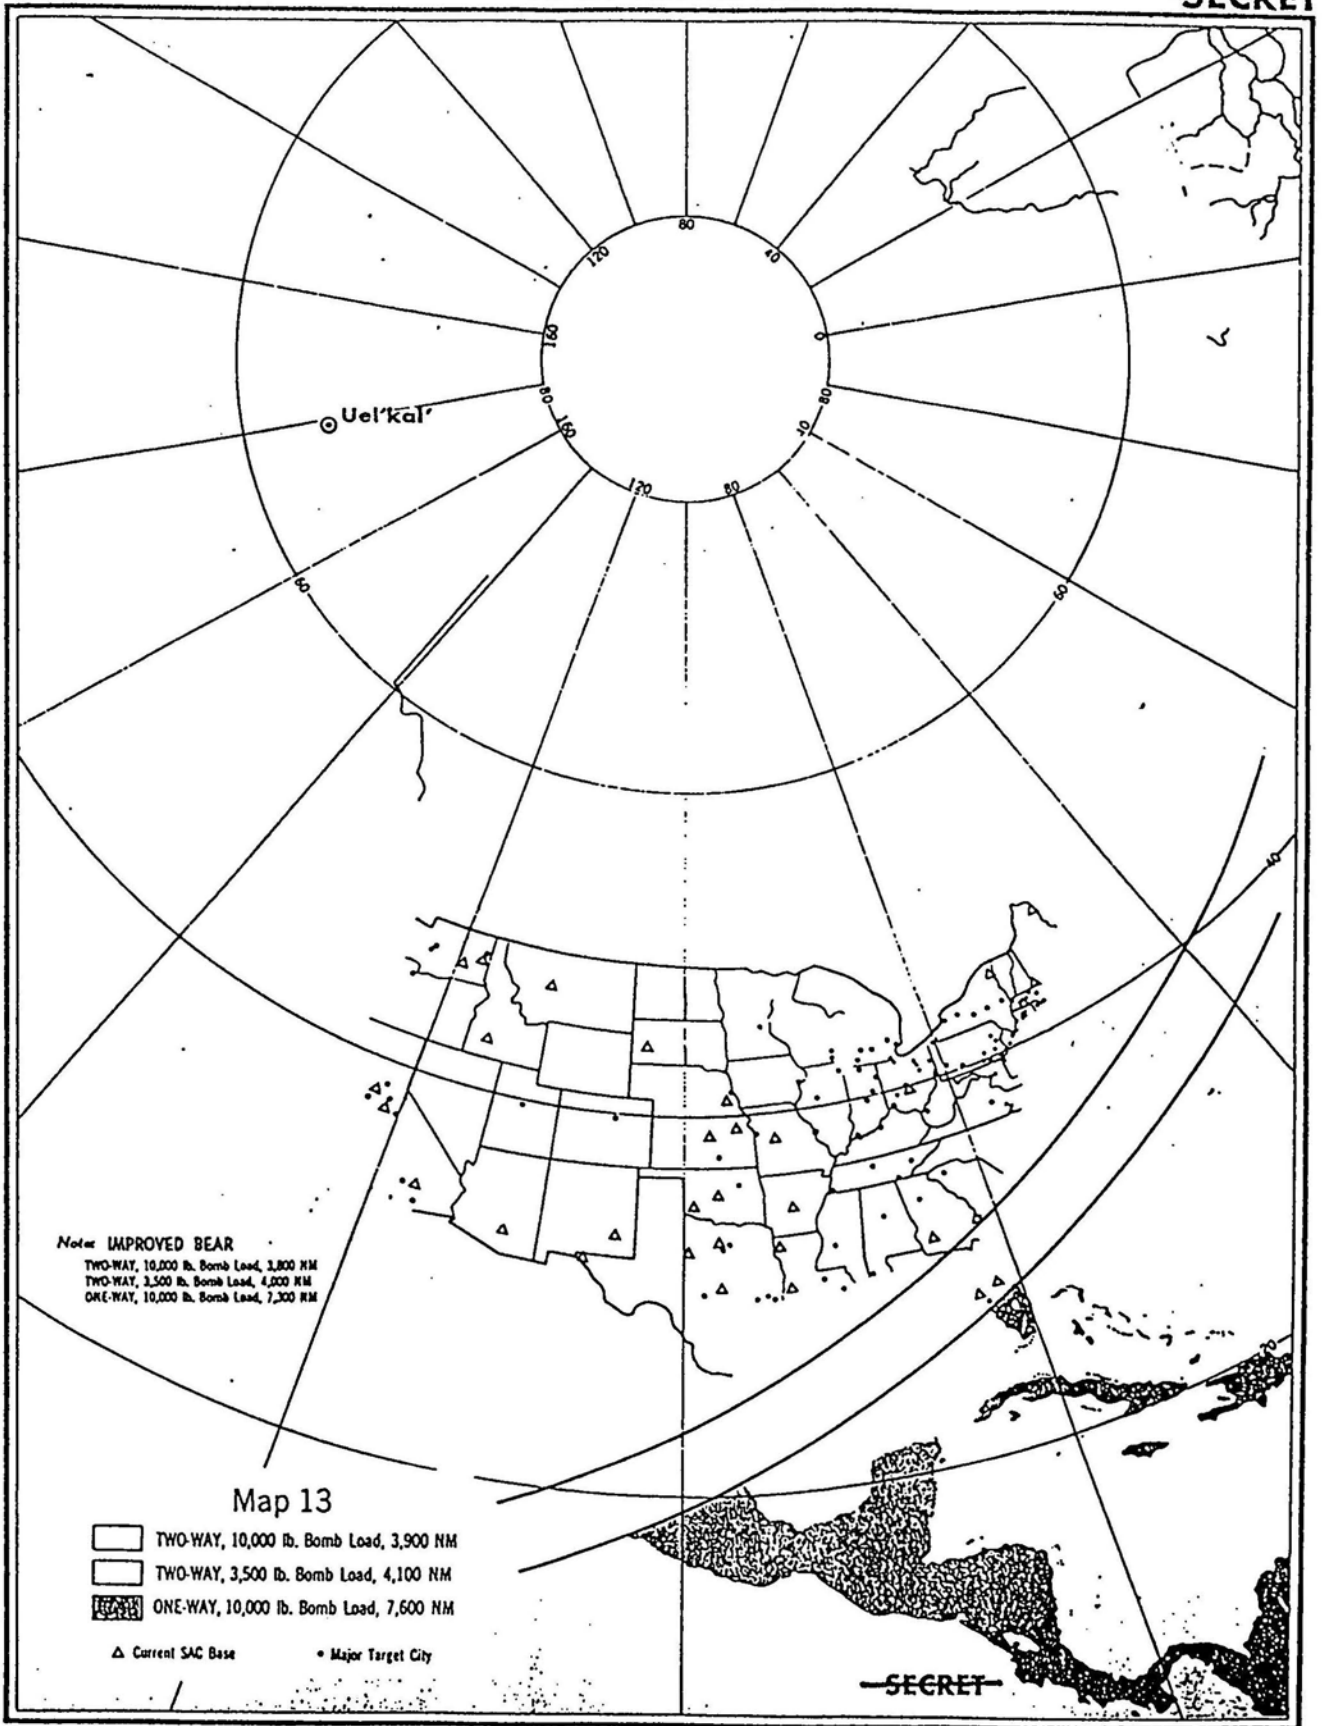 SECRET
80
120
40
160
0
Uel'kal'
80
80
160
40
120
80
60
60
40
Note: IMPROVED BEAR
TWO-WAY, 10,000 lb. Bomb Load, 3,800 NM
TWO-WAY, 3,500 lb. Bomb Load, 4,000 NM
ONE-WAY, 10,000 lb. Bomb Load, 7,300 NM
20
Map 13
TWO-WAY, 10,000 lb. Bomb Load, 3,900 NM
TWO-WAY, 3,500 lb. Bomb Load, 4,100 NM
ONE-WAY, 10,000 lb. Bomb Load, 7,600 NM
Current SAC Base
Major Target City
SECRET